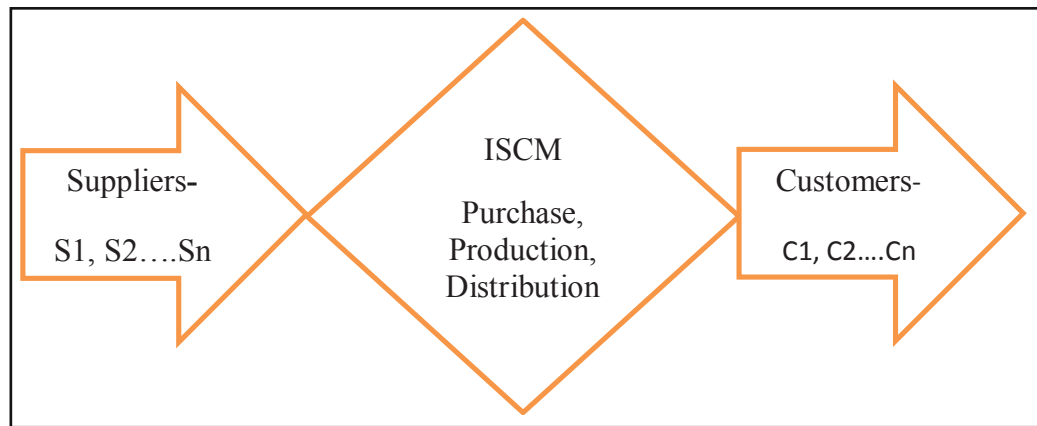 Suppliers-
S1, S2….Sn
ISCM
Purchase,
Production,
Distribution
Customers-
C1, C2....Cn